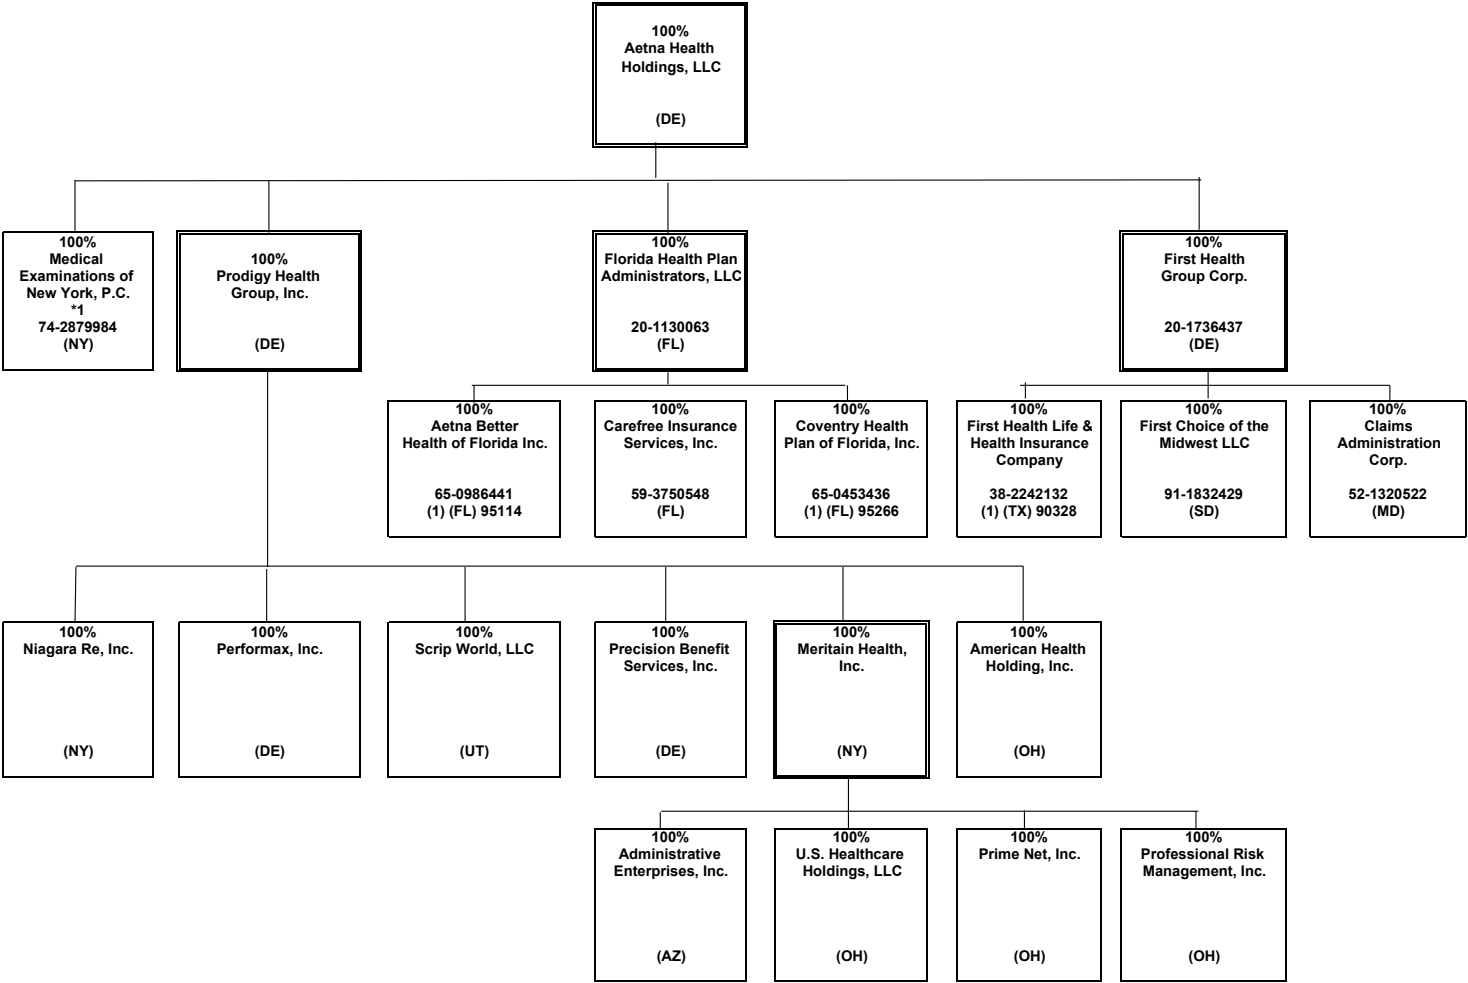 100%
Aetna Health
Holdings, LLC
(DE)
100%
Medical
Examinations of
New York, P.C.
*1
74-2879984
(NY)
100%
Prodigy Health
Group, Inc.
(DE)
100%
Florida Health Plan
Administrators, LLC
20-1130063
(FL)
100%
First Health
Group Corp.
20-1736437
(DE)
100%
Aetna Better
Health of Florida Inc.
65-0986441
(1) (FL) 95114
100%
Carefree Insurance
Services, Inc.
59-3750548
(FL)
100%
Coventry Health
Plan of Florida, Inc.
65-0453436
(1) (FL) 95266
100%
First Health Life &
Health Insurance
Company
38-2242132
(1) (TX) 90328
100%
First Choice of the
Midwest LLC
91-1832429
(SD)
100%
Claims
Administration
Corp.
52-1320522
(MD)
100%
Niagara Re, Inc.
(NY)
100%
Performax, Inc.
(DE)
100%
Scrip World, LLC
(UT)
100%
Precision Benefit
Services, Inc.
(DE)
100%
Meritain Health,
Inc.
(NY)
100%
American Health
Holding, Inc.
(OH)
100%
Administrative
Enterprises, Inc.
(AZ)
100%
U.S. Healthcare
Holdings, LLC
(OH)
100%
Prime Net, Inc.
(OH)
100%
Professional Risk
Management, Inc.
(OH)